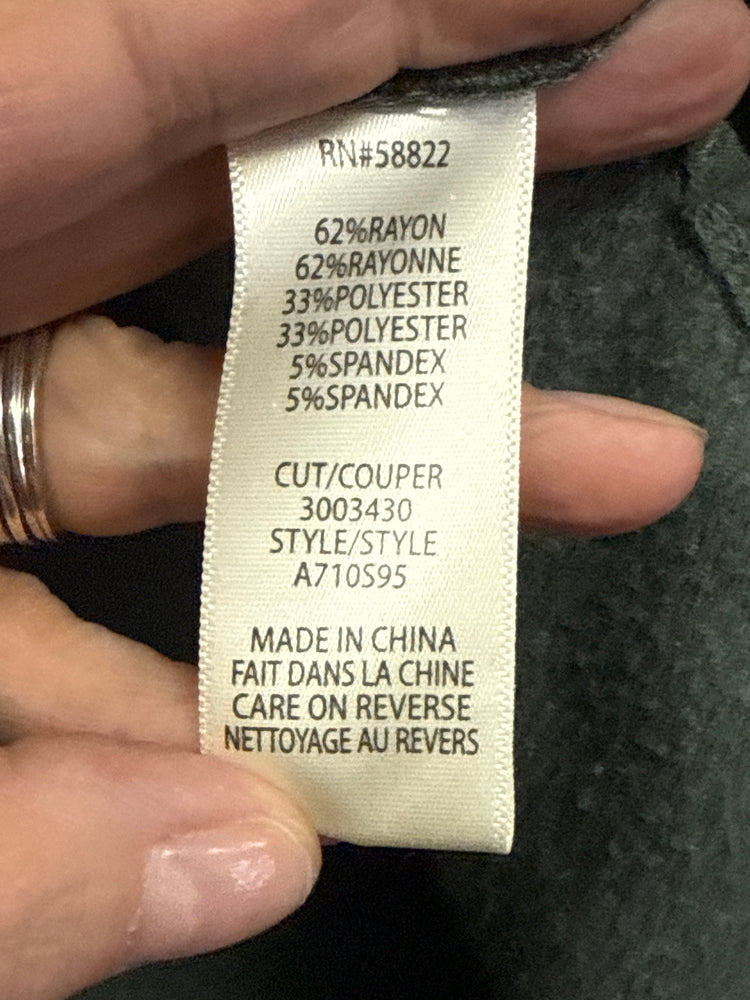 RN#58822
62%RAYON
62%RAYONNE
33%POLYESTER
33%POLYESTER
5%SPANDEX
5%SPANDEX
CUT/COUPER
3003430
STYLE/STYLE
A710S95
MADE IN CHINA
FAIT DANS LA CHINE
CARE ON REVERSE
NETTOYAGE AU REVERS